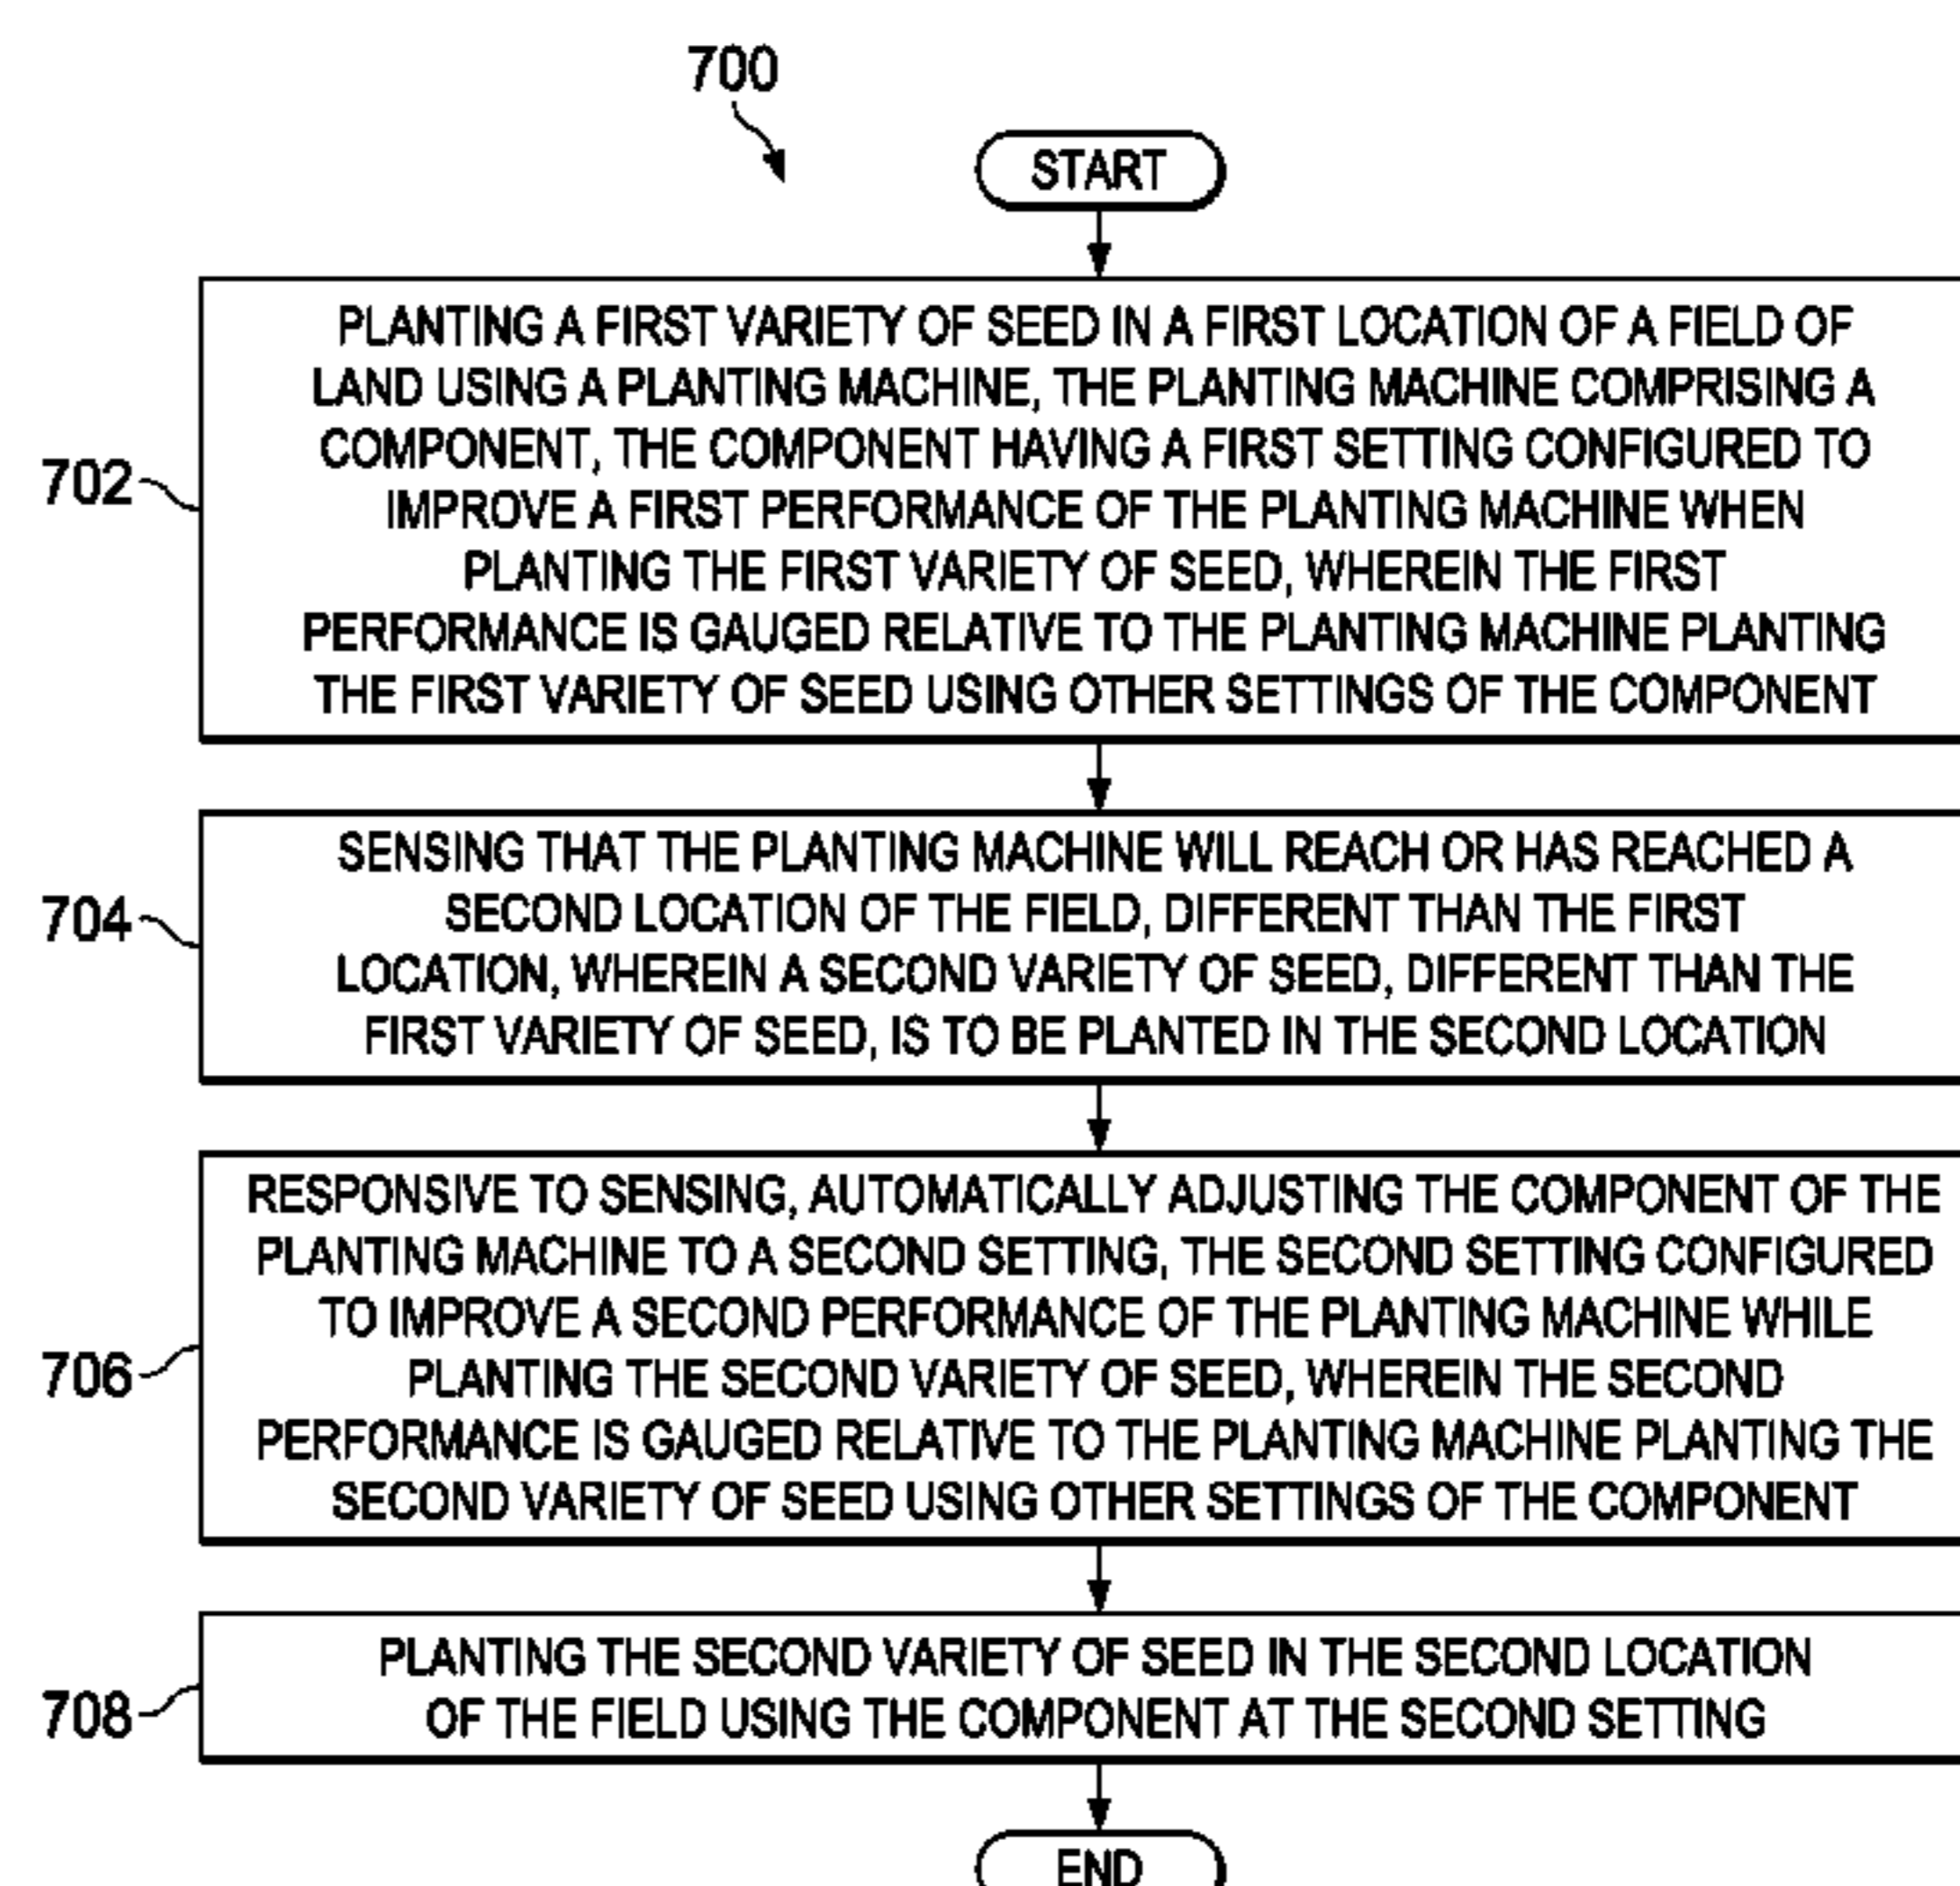 700
START
702
PLANTING A FIRST VARIETY OF SEED IN A FIRST LOCATION OF A FIELD OF
LAND USING A PLANTING MACHINE, THE PLANTING MACHINE COMPRISING A
COMPONENT, THE COMPONENT HAVING A FIRST SETTING CONFIGURED TO
IMPROVE A FIRST PERFORMANCE OF THE PLANTING MACHINE WHEN
PLANTING THE FIRST VARIETY OF SEED, WHEREIN THE FIRST
PERFORMANCE IS GAUGED RELATIVE TO THE PLANTING MACHINE PLANTING
THE FIRST VARIETY OF SEED USING OTHER SETTINGS OF THE COMPONENT
704
SENSING THAT THE PLANTING MACHINE WILL REACH OR HAS REACHED A
SECOND LOCATION OF THE FIELD, DIFFERENT THAN THE FIRST
LOCATION, WHEREIN A SECOND VARIETY OF SEED, DIFFERENT THAN THE
FIRST VARIETY OF SEED, IS TO BE PLANTED IN THE SECOND LOCATION
706
RESPONSIVE TO SENSING, AUTOMATICALLY ADJUSTING THE COMPONENT OF THE
PLANTING MACHINE TO A SECOND SETTING, THE SECOND SETTING CONFIGURED
TO IMPROVE A SECOND PERFORMANCE OF THE PLANTING MACHINE WHILE
PLANTING THE SECOND VARIETY OF SEED, WHEREIN THE SECOND
PERFORMANCE IS GAUGED RELATIVE TO THE PLANTING MACHINE PLANTING THE
SECOND VARIETY OF SEED USING OTHER SETTINGS OF THE COMPONENT
708
PLANTING THE SECOND VARIETY OF SEED IN THE SECOND LOCATION
OF THE FIELD USING THE COMPONENT AT THE SECOND SETTING
END